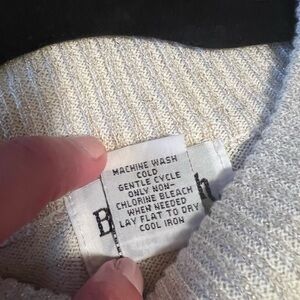 MACHINE WASH
COLD
GENTLE CYCLE
ONLY NON-
CHLORINE BLEACH
WHEN NEEDED
LAY FLAT TO DRY
COOL IRON
B
h